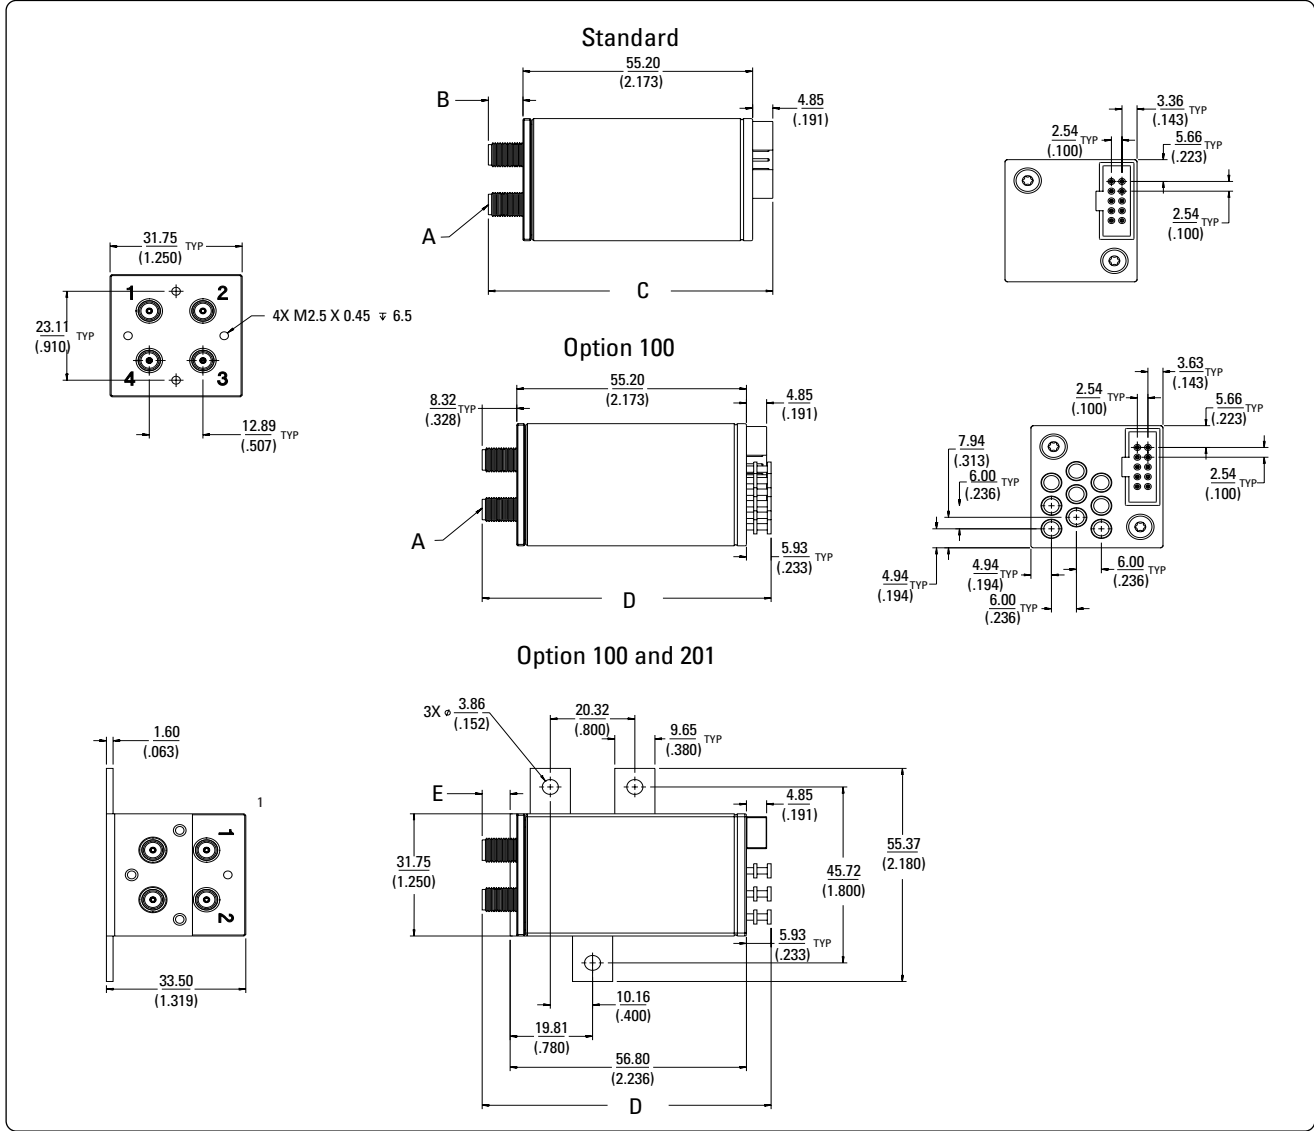 Standard
55.20
(2.173)
B
4.85
(.191)
A
C
3.36 TYP
(.143)
2.54 TYP
(.100)
5.66 TYP
(.223)
2.54 TYP
(.100)
31.75 TYP
(1.250)
1
2
4
3
23.11 TYP
(.910)
4X M2.5 X 0.45 ↧ 6.5
12.89 TYP
(.507)
Option 100
55.20
(2.173)
8.32 TYP
(.328)
4.85
(.191)
A
5.93 TYP
(.233)
D
3.63 TYP
(.143)
2.54 TYP
(.100)
5.66 TYP
(.223)
7.94
(.313)
6.00 TYP
(.236)
2.54 TYP
(.100)
4.94 TYP
(.194)
4.94 TYP
(.194)
6.00 TYP
(.236)
6.00 TYP
(.236)
Option 100 and 201
1.60
(.063)
1
1
2
33.50
(1.319)
3X ⌀ 3.86
(.152)
20.32
(.800)
9.65 TYP
(.380)
E
4.85
(.191)
31.75
(1.250)
55.37
(2.180)
45.72
(1.800)
5.93 TYP
(.233)
10.16
(.400)
19.81
(.780)
56.80
(2.236)
D